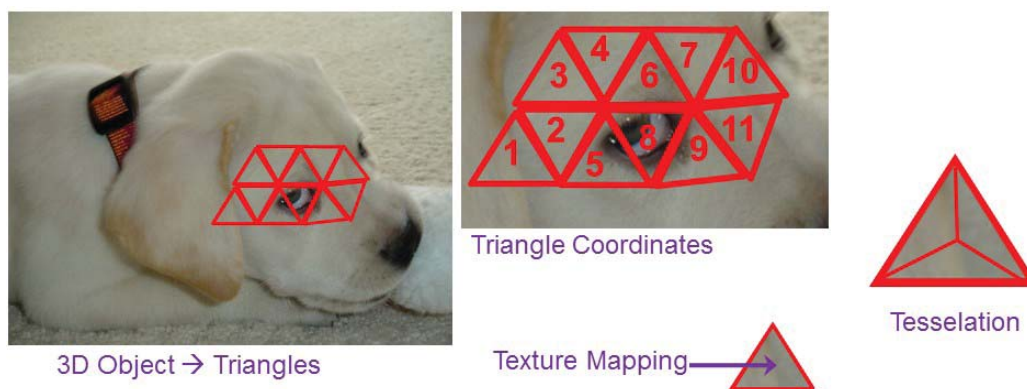 3 4 6 7 10
1 2 5 8 9 11
Triangle Coordinates
Tesselation
3D Object → Triangles
Texture Mapping